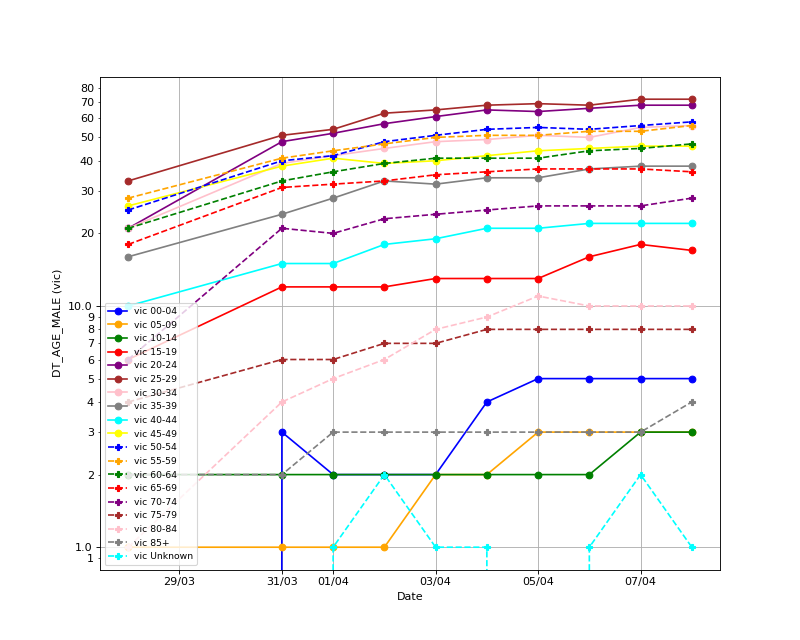 DT_AGE_MALE (vic)
80
70
60
50
40
30
20
10.0
9
8
7
6
5
4
3
2
1.0
1
vic 00-04
vic 05-09
vic 10-14
vic 15-19
vic 20-24
vic 25-29
vic 30-34
vic 35-39
vic 40-44
vic 45-49
vic 50-54
vic 55-59
vic 60-64
vic 65-69
vic 70-74
vic 75-79
vic 80-84
vic 85+
vic Unknown
29/03 31/03 01/04 03/04 05/04 07/04
Date